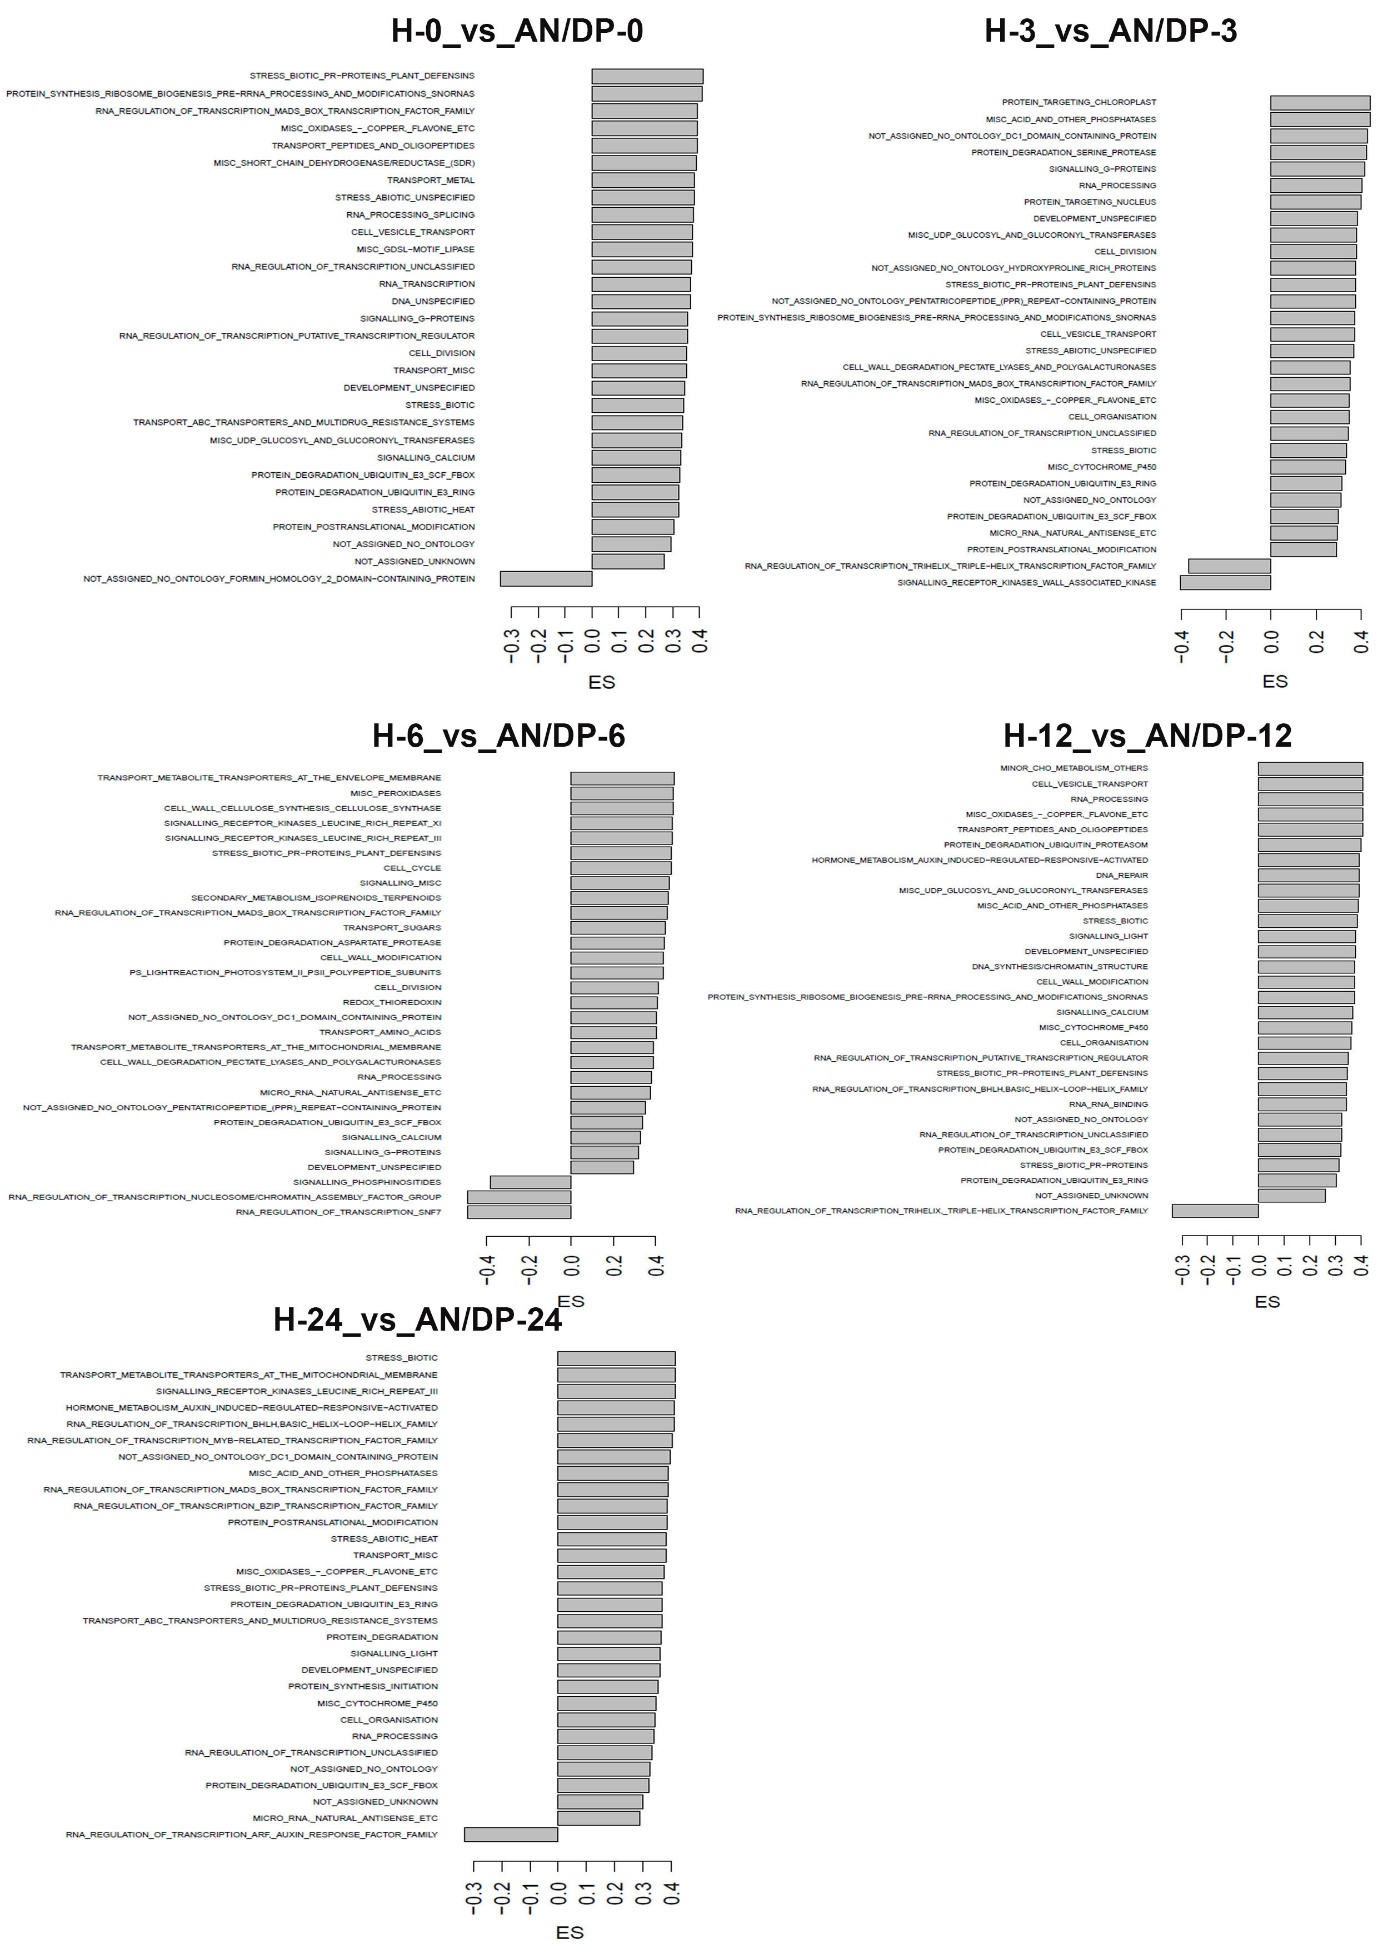 H-0_vs_AN/DP-0
STRESS_BIOTIC_PR−PROTEINS_PLANT_DEFENSINS
PROTEIN_SYNTHESIS_RIBOSOME_BIOGENESIS_PRE−RRNA_PROCESSING_AND_MODIFICATIONS_SNORNAS
RNA_REGULATION_OF_TRANSCRIPTION_MADS_BOX_TRANSCRIPTION_FACTOR_FAMILY
MISC_OXIDASES_−_COPPER,_FLAVONE_ETC
TRANSPORT_PEPTIDES_AND_OLIGOPEPTIDES
MISC_SHORT_CHAIN_DEHYDROGENASE/REDUCTASE_(SDR)
TRANSPORT_METAL
STRESS_ABIOTIC_UNSPECIFIED
RNA_PROCESSING_SPLICING
CELL_VESICLE_TRANSPORT
MISC_GDSL−MOTIF_LIPASE
RNA_REGULATION_OF_TRANSCRIPTION_UNCLASSIFIED
RNA_TRANSCRIPTION
DNA_UNSPECIFIED
SIGNALLING_G−PROTEINS
RNA_REGULATION_OF_TRANSCRIPTION_PUTATIVE_TRANSCRIPTION_REGULATOR
CELL_DIVISION
TRANSPORT_MISC
DEVELOPMENT_UNSPECIFIED
STRESS_BIOTIC
TRANSPORT_ABC_TRANSPORTERS_AND_MULTIDRUG_RESISTANCE_SYSTEMS
MISC_UDP_GLUCOSYL_AND_GLUCORONYL_TRANSFERASES
SIGNALLING_CALCIUM
PROTEIN_DEGRADATION_UBIQUITIN_E3_SCF_FBOX
PROTEIN_DEGRADATION_UBIQUITIN_E3_RING
STRESS_ABIOTIC_HEAT
PROTEIN_POSTRANSLATIONAL_MODIFICATION
NOT_ASSIGNED_NO_ONTOLOGY
NOT_ASSIGNED_UNKNOWN
NOT_ASSIGNED_NO_ONTOLOGY_FORMIN_HOMOLOGY_2_DOMAIN−CONTAINING_PROTEIN
−0.3 −0.2 −0.1 0.0 0.1 0.2 0.3 0.4
ES
H-3_vs_AN/DP-3
PROTEIN_TARGETING_CHLOROPLAST
MISC_ACID_AND_OTHER_PHOSPHATASES
NOT_ASSIGNED_NO_ONTOLOGY_DC1_DOMAIN_CONTAINING_PROTEIN
PROTEIN_DEGRADATION_SERINE_PROTEASE
SIGNALLING_G−PROTEINS
RNA_PROCESSING
PROTEIN_TARGETING_NUCLEUS
DEVELOPMENT_UNSPECIFIED
MISC_UDP_GLUCOSYL_AND_GLUCORONYL_TRANSFERASES
CELL_DIVISION
NOT_ASSIGNED_NO_ONTOLOGY_HYDROXYPROLINE_RICH_PROTEINS
STRESS_BIOTIC_PR−PROTEINS_PLANT_DEFENSINS
NOT_ASSIGNED_NO_ONTOLOGY_PENTATRICOPEPTIDE_(PPR)_REPEAT−CONTAINING_PROTEIN
PROTEIN_SYNTHESIS_RIBOSOME_BIOGENESIS_PRE−RRNA_PROCESSING_AND_MODIFICATIONS_SNORNAS
CELL_VESICLE_TRANSPORT
STRESS_ABIOTIC_UNSPECIFIED
CELL_WALL_DEGRADATION_PECTATE_LYASES_AND_POLYGALACTURONASES
RNA_REGULATION_OF_TRANSCRIPTION_MADS_BOX_TRANSCRIPTION_FACTOR_FAMILY
MISC_OXIDASES_−_COPPER,_FLAVONE_ETC
CELL_ORGANISATION
RNA_REGULATION_OF_TRANSCRIPTION_UNCLASSIFIED
STRESS_BIOTIC
MISC_CYTOCHROME_P450
PROTEIN_DEGRADATION_UBIQUITIN_E3_RING
NOT_ASSIGNED_NO_ONTOLOGY
PROTEIN_DEGRADATION_UBIQUITIN_E3_SCF_FBOX
MICRO_RNA,_NATURAL_ANTISENSE_ETC
PROTEIN_POSTRANSLATIONAL_MODIFICATION
RNA_REGULATION_OF_TRANSCRIPTION_TRIHELIX,_TRIPLE−HELIX_TRANSCRIPTION_FACTOR_FAMILY
SIGNALLING_RECEPTOR_KINASES_WALL_ASSOCIATED_KINASE
−0.4 −0.2 0.0 0.2 0.4
ES
H-6_vs_AN/DP-6
TRANSPORT_METABOLITE_TRANSPORTERS_AT_THE_ENVELOPE_MEMBRANE
MISC_PEROXIDASES
CELL_WALL_CELLULOSE_SYNTHESIS_CELLULOSE_SYNTHASE
SIGNALLING_RECEPTOR_KINASES_LEUCINE_RICH_REPEAT_XI
SIGNALLING_RECEPTOR_KINASES_LEUCINE_RICH_REPEAT_III
STRESS_BIOTIC_PR−PROTEINS_PLANT_DEFENSINS
CELL_CYCLE
SIGNALLING_MISC
SECONDARY_METABOLISM_ISOPRENOIDS_TERPENOIDS
RNA_REGULATION_OF_TRANSCRIPTION_MADS_BOX_TRANSCRIPTION_FACTOR_FAMILY
TRANSPORT_SUGARS
PROTEIN_DEGRADATION_ASPARTATE_PROTEASE
CELL_WALL_MODIFICATION
PS_LIGHTREACTION_PHOTOSYSTEM_II_PSII_POLYPEPTIDE_SUBUNITS
CELL_DIVISION
REDOX_THIOREDOXIN
NOT_ASSIGNED_NO_ONTOLOGY_DC1_DOMAIN_CONTAINING_PROTEIN
TRANSPORT_AMINO_ACIDS
TRANSPORT_METABOLITE_TRANSPORTERS_AT_THE_MITOCHONDRIAL_MEMBRANE
CELL_WALL_DEGRADATION_PECTATE_LYASES_AND_POLYGALACTURONASES
RNA_PROCESSING
MICRO_RNA,_NATURAL_ANTISENSE_ETC
NOT_ASSIGNED_NO_ONTOLOGY_PENTATRICOPEPTIDE_(PPR)_REPEAT−CONTAINING_PROTEIN
PROTEIN_DEGRADATION_UBIQUITIN_E3_SCF_FBOX
SIGNALLING_CALCIUM
SIGNALLING_G−PROTEINS
DEVELOPMENT_UNSPECIFIED
SIGNALLING_PHOSPHINOSITIDES
RNA_REGULATION_OF_TRANSCRIPTION_NUCLEOSOME/CHROMATIN_ASSEMBLY_FACTOR_GROUP
RNA_REGULATION_OF_TRANSCRIPTION_SNF7
−0.4 −0.2 0.0 0.2 0.4
ES
H-12_vs_AN/DP-12
MINOR_CHO_METABOLISM_OTHERS
CELL_VESICLE_TRANSPORT
RNA_PROCESSING
MISC_OXIDASES_−_COPPER,_FLAVONE_ETC
TRANSPORT_PEPTIDES_AND_OLIGOPEPTIDES
PROTEIN_DEGRADATION_UBIQUITIN_PROTEASOM
HORMONE_METABOLISM_AUXIN_INDUCED−REGULATED−RESPONSIVE−ACTIVATED
DNA_REPAIR
MISC_UDP_GLUCOSYL_AND_GLUCORONYL_TRANSFERASES
MISC_ACID_AND_OTHER_PHOSPHATASES
STRESS_BIOTIC
SIGNALLING_LIGHT
DEVELOPMENT_UNSPECIFIED
DNA_SYNTHESIS/CHROMATIN_STRUCTURE
CELL_WALL_MODIFICATION
PROTEIN_SYNTHESIS_RIBOSOME_BIOGENESIS_PRE−RRNA_PROCESSING_AND_MODIFICATIONS_SNORNAS
SIGNALLING_CALCIUM
MISC_CYTOCHROME_P450
CELL_ORGANISATION
RNA_REGULATION_OF_TRANSCRIPTION_PUTATIVE_TRANSCRIPTION_REGULATOR
STRESS_BIOTIC_PR−PROTEINS_PLANT_DEFENSINS
RNA_REGULATION_OF_TRANSCRIPTION_BHLH,BASIC_HELIX−LOOP−HELIX_FAMILY
RNA_RNA_BINDING
NOT_ASSIGNED_NO_ONTOLOGY
RNA_REGULATION_OF_TRANSCRIPTION_UNCLASSIFIED
PROTEIN_DEGRADATION_UBIQUITIN_E3_SCF_FBOX
STRESS_BIOTIC_PR−PROTEINS
PROTEIN_DEGRADATION_UBIQUITIN_E3_RING
NOT_ASSIGNED_UNKNOWN
RNA_REGULATION_OF_TRANSCRIPTION_TRIHELIX,_TRIPLE−HELIX_TRANSCRIPTION_FACTOR_FAMILY
−0.3 −0.2 −0.1 0.0 0.1 0.2 0.3 0.4
ES
H-24_vs_AN/DP-24
STRESS_BIOTIC
TRANSPORT_METABOLITE_TRANSPORTERS_AT_THE_MITOCHONDRIAL_MEMBRANE
SIGNALLING_RECEPTOR_KINASES_LEUCINE_RICH_REPEAT_III
HORMONE_METABOLISM_AUXIN_INDUCED−REGULATED−RESPONSIVE−ACTIVATED
RNA_REGULATION_OF_TRANSCRIPTION_BHLH,BASIC_HELIX−LOOP−HELIX_FAMILY
RNA_REGULATION_OF_TRANSCRIPTION_MYB−RELATED_TRANSCRIPTION_FACTOR_FAMILY
NOT_ASSIGNED_NO_ONTOLOGY_DC1_DOMAIN_CONTAINING_PROTEIN
MISC_ACID_AND_OTHER_PHOSPHATASES
RNA_REGULATION_OF_TRANSCRIPTION_MADS_BOX_TRANSCRIPTION_FACTOR_FAMILY
RNA_REGULATION_OF_TRANSCRIPTION_BZIP_TRANSCRIPTION_FACTOR_FAMILY
PROTEIN_POSTRANSLATIONAL_MODIFICATION
STRESS_ABIOTIC_HEAT
TRANSPORT_MISC
MISC_OXIDASES_−_COPPER,_FLAVONE_ETC
STRESS_BIOTIC_PR−PROTEINS_PLANT_DEFENSINS
PROTEIN_DEGRADATION_UBIQUITIN_E3_RING
TRANSPORT_ABC_TRANSPORTERS_AND_MULTIDRUG_RESISTANCE_SYSTEMS
PROTEIN_DEGRADATION
SIGNALLING_LIGHT
DEVELOPMENT_UNSPECIFIED
PROTEIN_SYNTHESIS_INITIATION
MISC_CYTOCHROME_P450
CELL_ORGANISATION
RNA_PROCESSING
RNA_REGULATION_OF_TRANSCRIPTION_UNCLASSIFIED
NOT_ASSIGNED_NO_ONTOLOGY
PROTEIN_DEGRADATION_UBIQUITIN_E3_SCF_FBOX
NOT_ASSIGNED_UNKNOWN
MICRO_RNA,_NATURAL_ANTISENSE_ETC
RNA_REGULATION_OF_TRANSCRIPTION_ARF,_AUXIN_RESPONSE_FACTOR_FAMILY
−0.3 −0.2 −0.1 0.0 0.1 0.2 0.3 0.4
ES